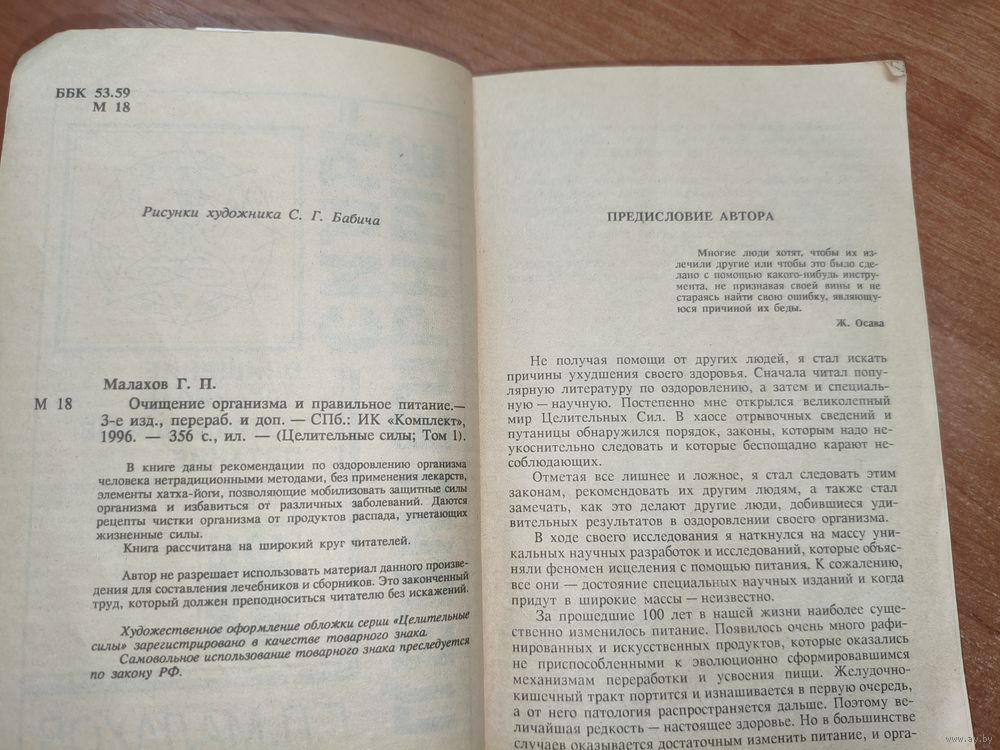 ББК 53.59
М 18
Рисунки художника С. Г. Бабича
Малахов Г. П.
М 18 Очищение организма и правильное питание.—
3-е изд., перераб. и доп. — СПб.: ИК «Комплект»,
1996. — 356 с., ил. — (Целительные силы; Том 1).
В книге даны рекомендации по оздоровлению организма
человека нетрадиционными методами, без применения лекарств,
элементы хатха-йоги, позволяющие мобилизовать защитные силы
организма и избавиться от различных заболеваний. Даются
рецепты чистки организма от продуктов распада, угнетающих
жизненные силы.
Книга рассчитана на широкий круг читателей.
Автор не разрешает использовать материал данного произве-
дения для составления лечебников и сборников. Это законченный
труд, который должен преподноситься читателю без искажений.
Художественное оформление обложки серии «Целительные
силы» зарегистрировано в качестве товарного знака.
Самовольное использование товарного знака преследуется
по закону РФ.
ПРЕДИСЛОВИЕ АВТОРА
Многие люди хотят, чтобы их из-
лечили другие или чтобы это было сде-
лано с помощью какого-нибудь инстру-
мента, не признавая своей вины и не
стараясь найти свою ошибку, являющу-
юся причиной их беды.
Ж. Осава
Не получая помощи от других людей, я стал искать
причины ухудшения своего здоровья. Сначала читал попу-
лярную литературу по оздоровлению, а затем и специаль-
ную — научную. Постепенно мне открылся великолепный
мир Целительных Сил. В хаосе отрывочных сведений и
путаницы обнаружился порядок, законы, которым надо не-
укоснительно следовать и которые беспощадно карают не-
соблюдающих.
Отметая все лишнее и ложное, я стал следовать этим
законам, рекомендовать их другим людям, а также стал
замечать, как это делают другие люди, добившиеся уди-
вительных результатов в оздоровлении своего организма.
В ходе своего исследования я наткнулся на массу уни-
кальных научных разработок и исследований, которые объяс-
няли феномен исцеления с помощью питания. К сожалению,
все они — достояние специальных научных изданий и когда
придут в широкие массы — неизвестно.
За прошедшие 100 лет в нашей жизни наиболее суще-
ственно изменилось питание. Появилось очень много рафи-
нированных и искусственных продуктов, которые оказались
не приспособленными к эволюционно сформировавшимся
механизмам переработки и усвоения пищи. Желудочно-
кишечный тракт портится и изнашивается в первую очередь,
а от него патология распространяется дальше. Поэтому ве-
личайшая редкость — настоящее здоровье. Но в большинстве
случаев оказывается достаточным изменить питание, и орга-
www.ay.by